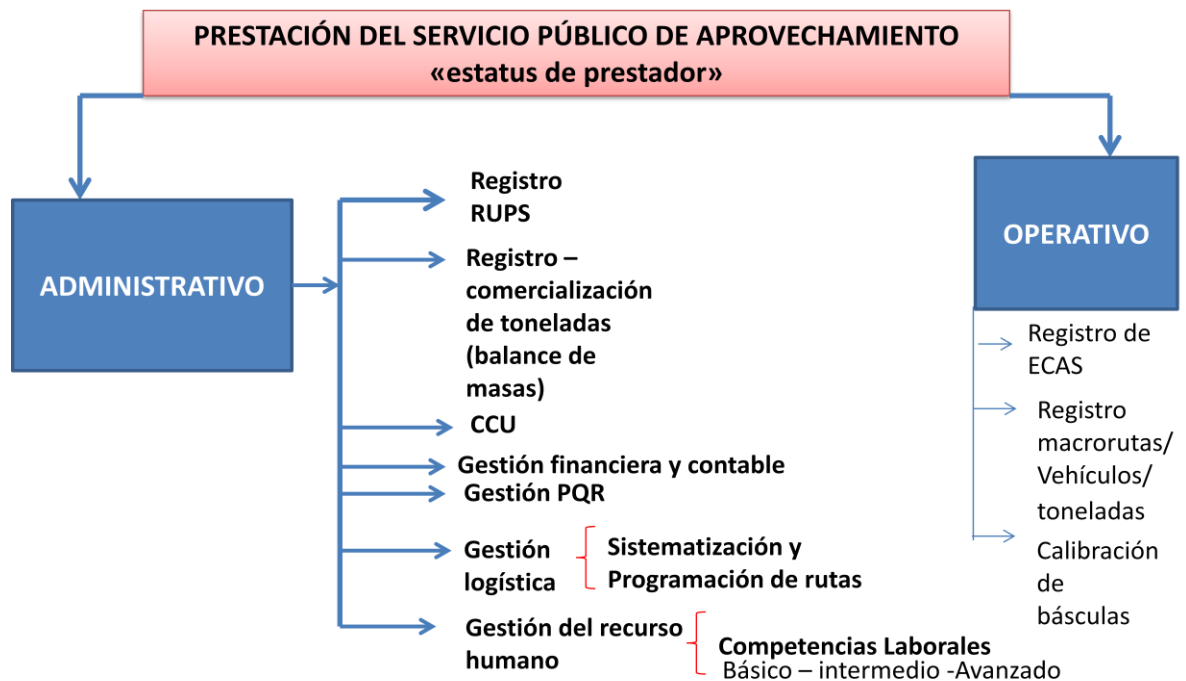 PRESTACIÓN DEL SERVICIO PÚBLICO DE APROVECHAMIENTO
«estatus de prestador»
ADMINISTRATIVO
Registro
RUPS
Registro –
comercialización
de toneladas
(balance de
masas)
CCU
Gestión financiera y contable
Gestión PQR
Gestión
logística
Sistematización y
Programación de rutas
Gestión del recurso
humano
Competencias Laborales
Básico – intermedio -Avanzado
OPERATIVO
Registro de
ECAS
Registro
macrorutas/
Vehículos/
toneladas
Calibración
de
básculas